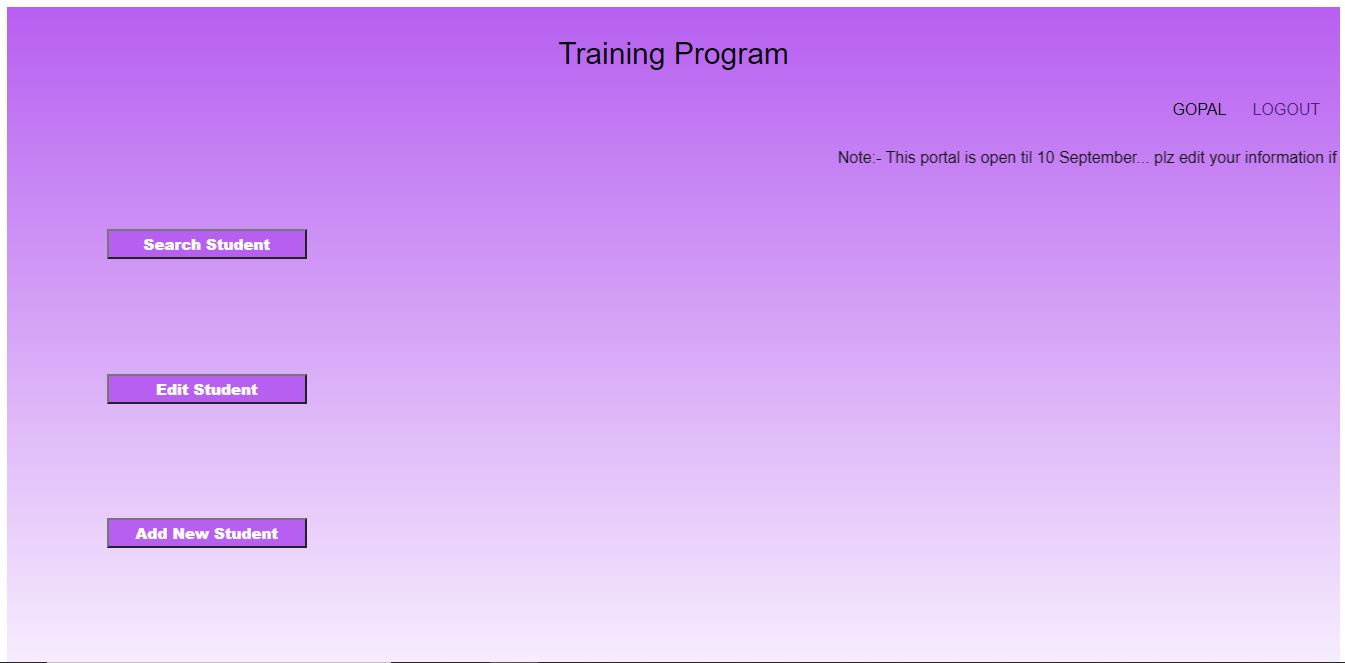 Training Program
GOPAL LOGOUT
Note:- This portal is open til 10 September... plz edit your information if
Search Student
Edit Student
Add New Student